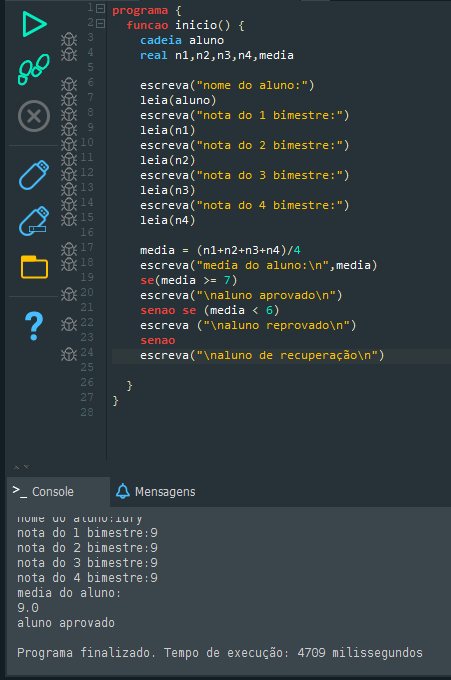 1 programa {
2 funcao inicio() {
3 cadeia aluno
4 real n1,n2,n3,n4,media
5
6 escreva("nome do aluno:")
7 leia(aluno)
8 escreva("nota do 1 bimestre:")
9 leia(n1)
10 escreva("nota do 2 bimestre:")
11 leia(n2)
12 escreva("nota do 3 bimestre:")
13 leia(n3)
14 escreva("nota do 4 bimestre:")
15 leia(n4)
16
17 media = (n1+n2+n3+n4)/4
18 escreva("media do aluno:\n",media)
19 se(media >= 7)
20 escreva("\naluno aprovado\n")
21 senao se (media < 6)
22 escreva ("\naluno reprovado\n")
23 senao
24 escreva("\naluno de recuperação\n")
25
26 }
27 }
28
>_ Console Mensagens
nome do aluno:iury
nota do 1 bimestre:9
nota do 2 bimestre:9
nota do 3 bimestre:9
nota do 4 bimestre:9
media do aluno:
9.0
aluno aprovado
Programa finalizado. Tempo de execução: 4709 milissegundos